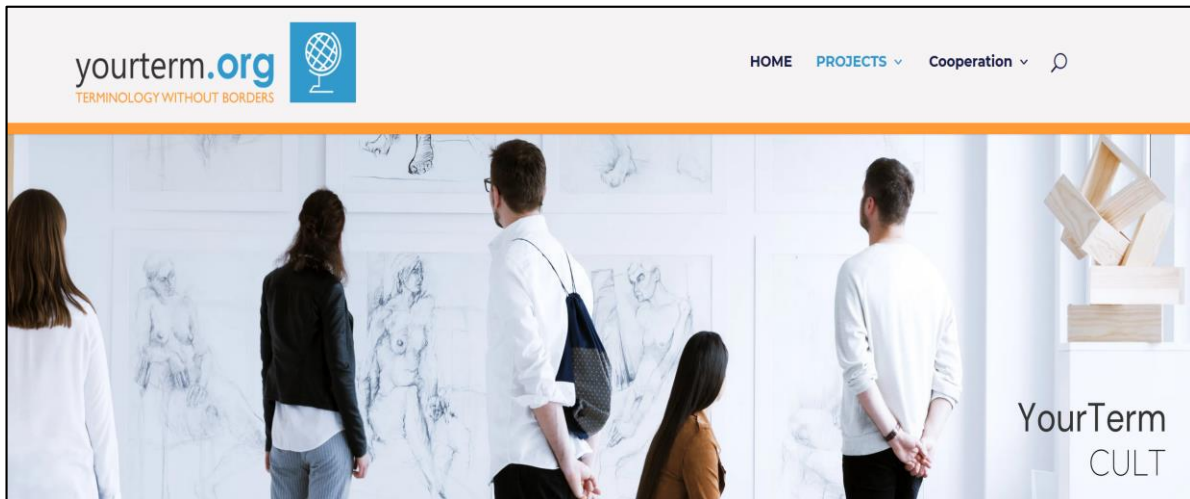 yourterm.org
TERMINOLOGY WITHOUT BORDERS
HOME PROJECTS Cooperation
YourTerm
CULT